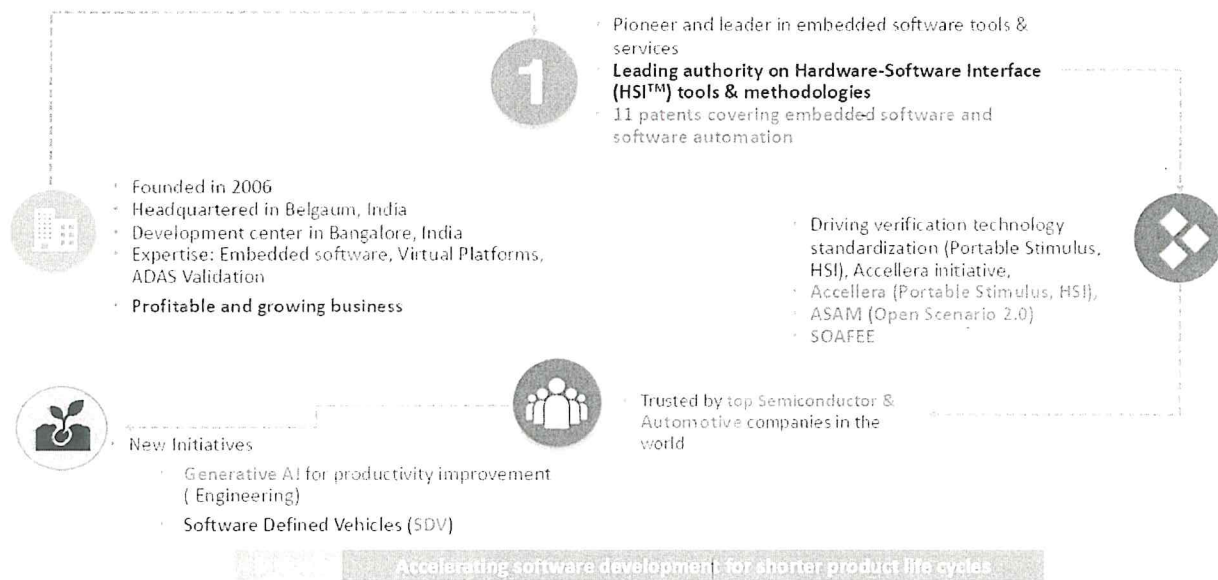 1
Pioneer and leader in embedded software tools &
services
Leading authority on Hardware-Software Interface
(HSI™) tools & methodologies
11 patents covering embedded software and
software automation
Founded in 2006
Headquartered in Belgaum, India
Development center in Bangalore, India
Expertise: Embedded software, Virtual Platforms,
ADAS Validation
Profitable and growing business
Driving verification technology
standardization (Portable Stimulus,
HSI), Accellera initiative,
Accellera (Portable Stimulus, HSI),
ASAM (Open Scenario 2.0)
SOAFEE
Trusted by top Semiconductor &
Automotive companies in the
world
New Initiatives
Generative AI for productivity improvement
( Engineering)
Software Defined Vehicles (SDV)
Accelerating software development for shorter product life cycles